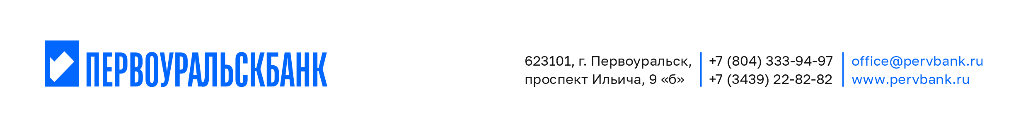 ПЕРВОУРАЛЬСКБАНК
623101, г. Первоуральск,
проспект Ильича, 9 «б»
+7 (804) 333-94-97
+7 (3439) 22-82-82
office@pervbank.ru
www.pervbank.ru